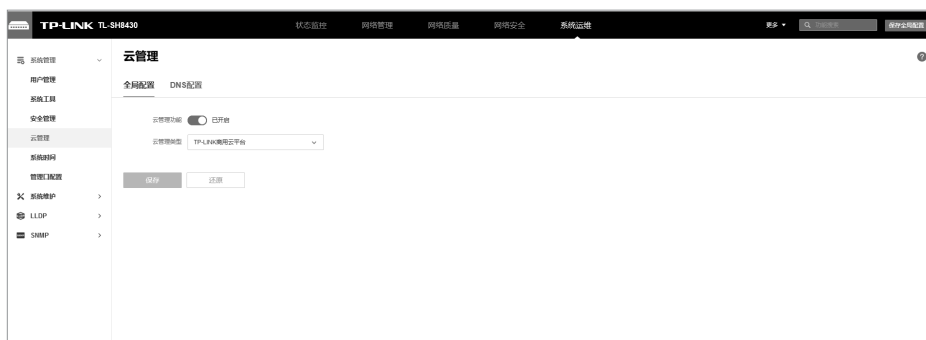 TP-LINK TL-SH8430 状态监控 网络管理 网络质量 网络安全 系统运维 更多 功能搜索 保存全局配置
系统管理
用户管理
系统工具
安全管理
云管理
系统时间
管理口配置
系统维护
LLDP
SNMP
云管理
全局配置 DNS配置
云管理功能 已开启
云管理类型 TP-LINK商用云平台
保存 还原